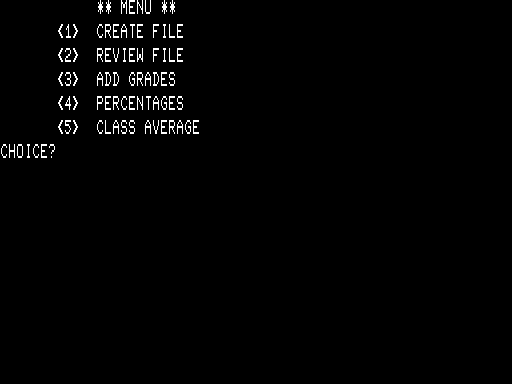 ** MENU **
<1> CREATE FILE
<2> REVIEW FILE
<3> ADD GRADES
<4> PERCENTAGES
<5> CLASS AVERAGE
CHOICE?